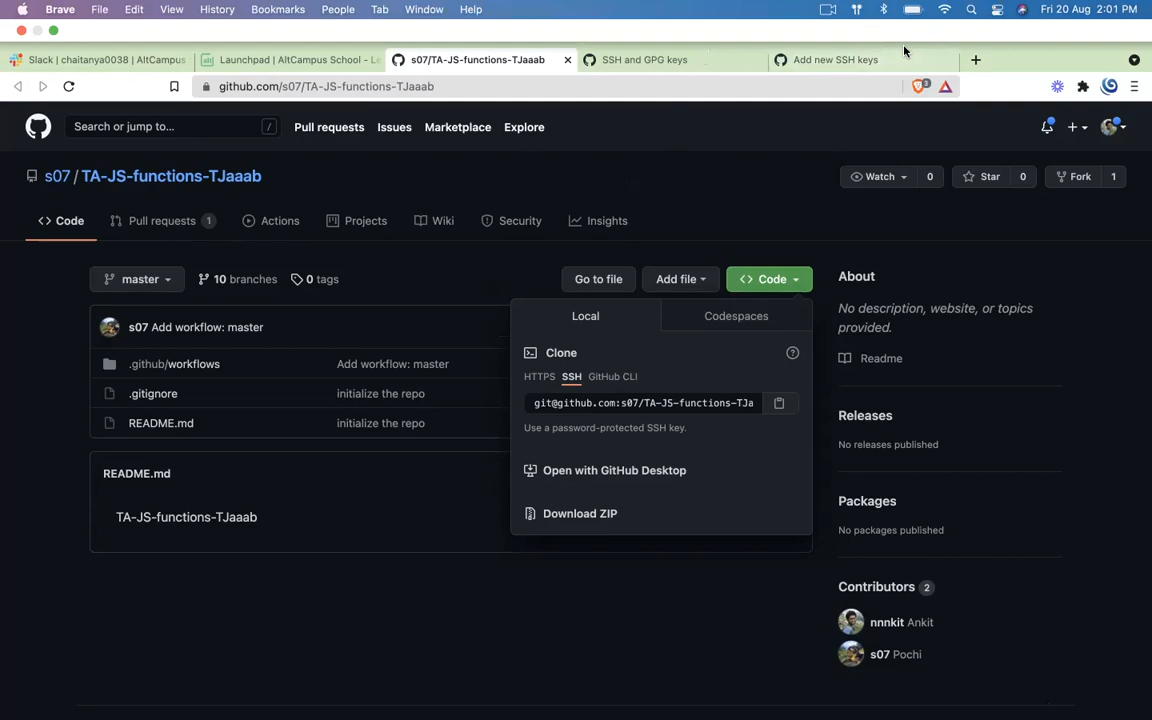 Brave File Edit View History Bookmarks People Tab Window Help Fri 20 Aug 2:01 PM
Slack | chaitanya0038 | AltCampus Launchpad | AltCampus School - Le s07/TA-JS-functions-TJaaab SSH and GPG keys Add new SSH keys
github.com/s07/TA-JS-functions-TJaaab 3
Search or jump to... / Pull requests Issues Marketplace Explore
s07 / TA-JS-functions-TJaaab Watch 0 Star 0 Fork 1
Code Pull requests 1 Actions Projects Wiki Security Insights
master 10 branches 0 tags Go to file Add file Code
About
No description, website, or topics
provided.
Readme
Releases
No releases published
Packages
No packages published
Contributors 2
nnnkit Ankit
s07 Pochi
s07 Add workflow: master
.github/workflows Add workflow: master
.gitignore initialize the repo
README.md initialize the repo
Local Codespaces
Clone
HTTPS SSH GitHub CLI
git@github.com:s07/TA-JS-functions-TJa
Use a password-protected SSH key.
Open with GitHub Desktop
Download ZIP
README.md
TA-JS-functions-TJaaab